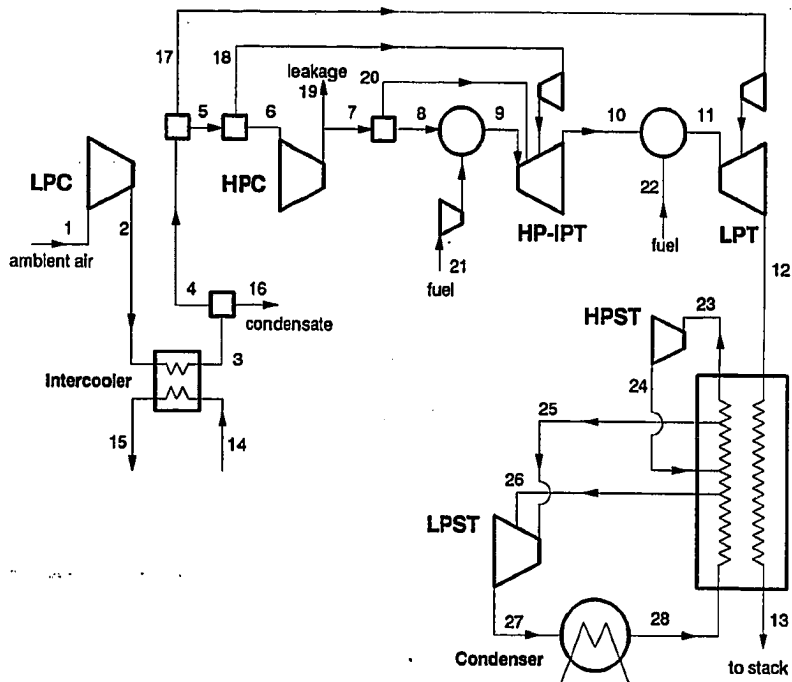 17
18
leakage
19
20
5
6
7
8
9
10
11
LPC
HPC
HP-IPT
22
LPT
1
2
ambient air
21
fuel
fuel
12
4
16
condensate
HPST
23
3
Intercooler
24
15
14
25
26
LPST
27
28
13
Condenser
to stack